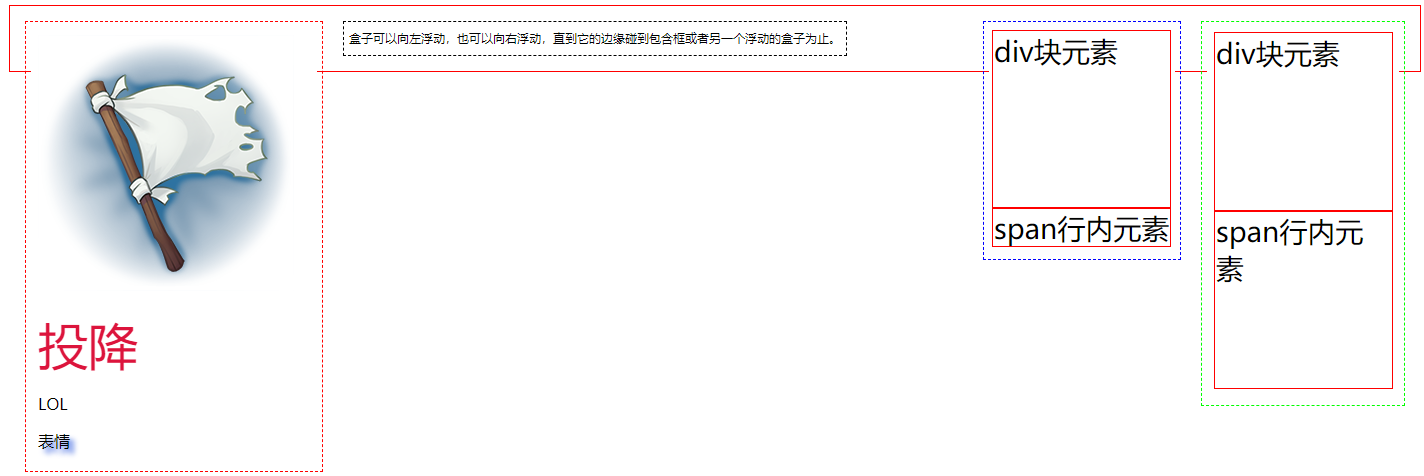 投降
LOL
表情
盒子可以向左浮动，也可以向右浮动，直到它的边缘碰到包含框或者另一个浮动的盒子为止。
div块元素
span行内元素
div块元素
span行内元
素